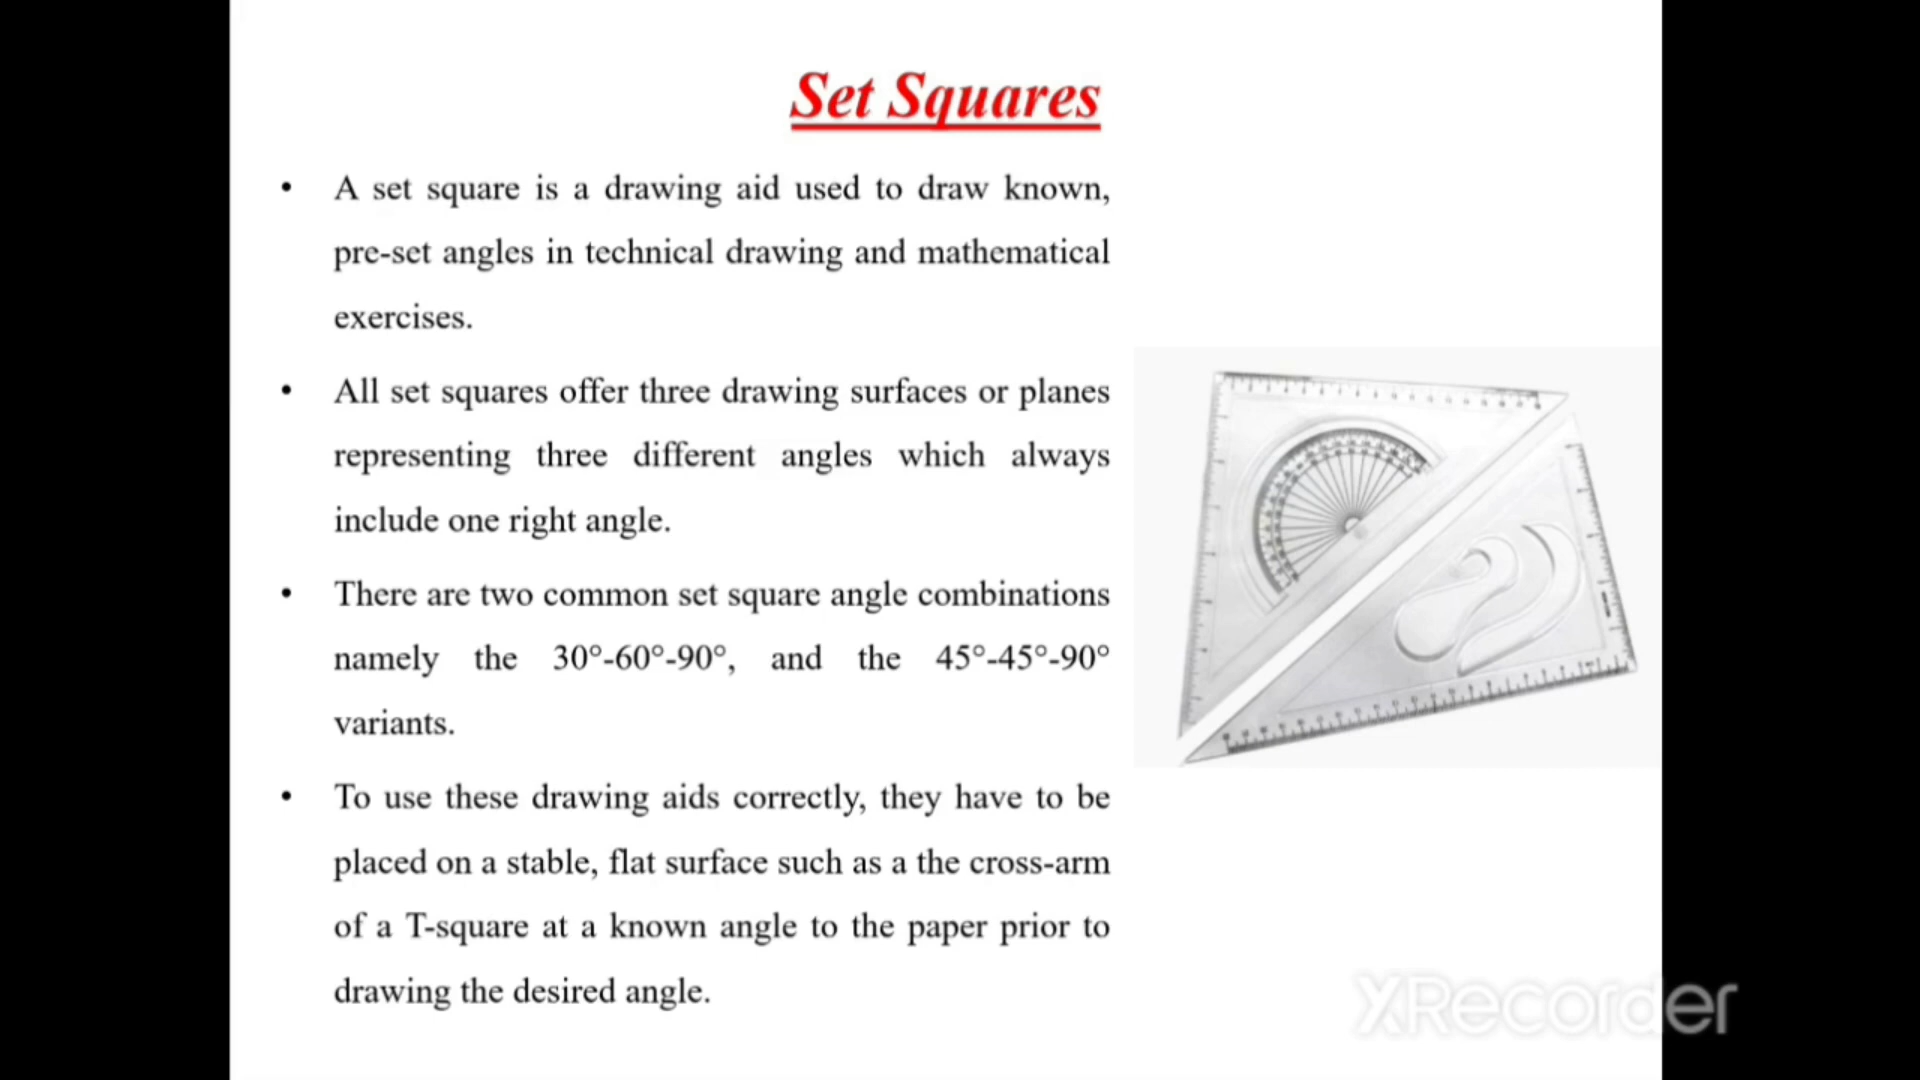 Set Squares
• A set square is a drawing aid used to draw known,
pre-set angles in technical drawing and mathematical
exercises.
• All set squares offer three drawing surfaces or planes
representing three different angles which always
include one right angle.
• There are two common set square angle combinations
namely the 30°-60°-90°, and the 45°-45°-90°
variants.
• To use these drawing aids correctly, they have to be
placed on a stable, flat surface such as a the cross-arm
of a T-square at a known angle to the paper prior to
drawing the desired angle.
XRecorder